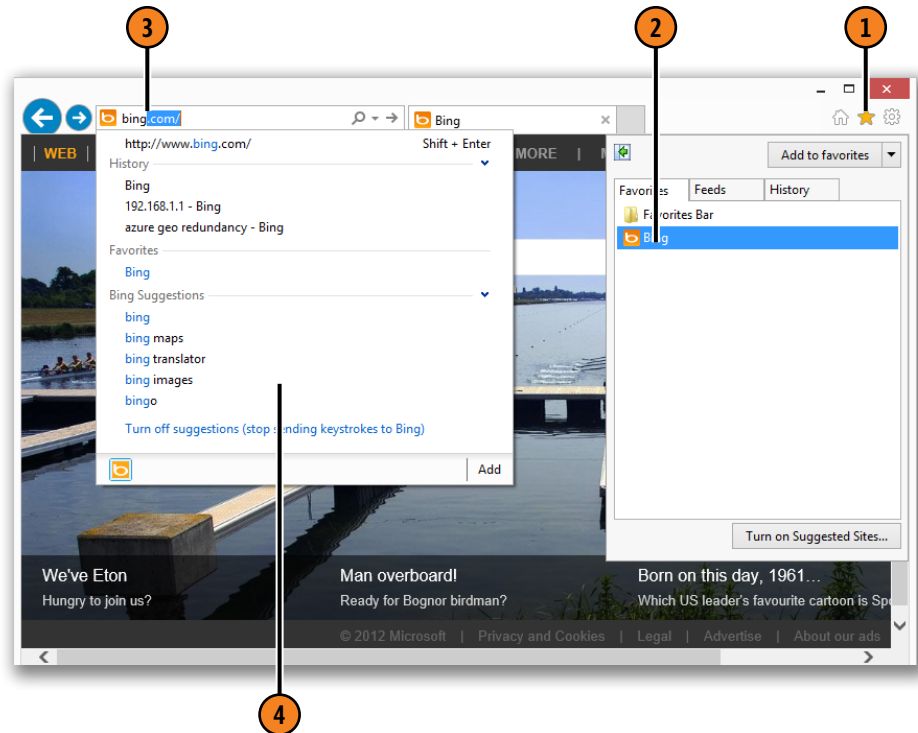 3
2
1
bing.com/
Bing
WEB
MORE
http://www.bing.com/ Shift + Enter
History
Bing
192.168.1.1 - Bing
azure geo redundancy - Bing
Favorites
Bing
Bing Suggestions
bing
bing maps
bing translator
bing images
bingo
Turn off suggestions (stop sending keystrokes to Bing)
Add
Add to favorites
Favorites Feeds History
Favorites Bar
Bing
Turn on Suggested Sites...
We've Eton
Hungry to join us?
Man overboard!
Ready for Bognor birdman?
Born on this day, 1961...
Which US leader's favourite cartoon is
© 2012 Microsoft | Privacy and Cookies | Legal | Advertise | About our ads
4